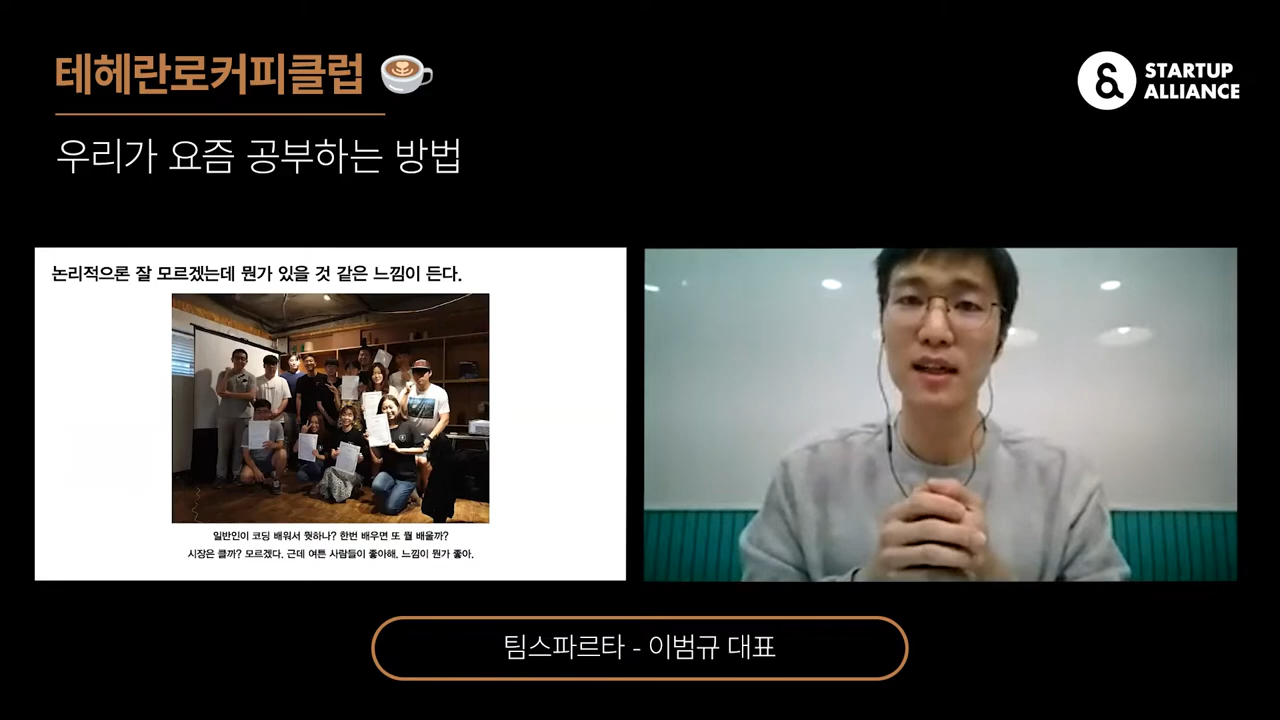 테헤란로커피클럽
STARTUP
ALLIANCE
우리가 요즘 공부하는 방법
논리적으론 잘 모르겠는데 뭔가 있을 것 같은 느낌이 든다.
일반인이 코딩 배워서 뭣하나? 한번 배우면 또 뭘 배울까?
시장은 클까? 모르겠다. 근데 여튼 사람들이 좋아해. 느낌이 뭔가 좋아.
팀스파르타 - 이범규 대표